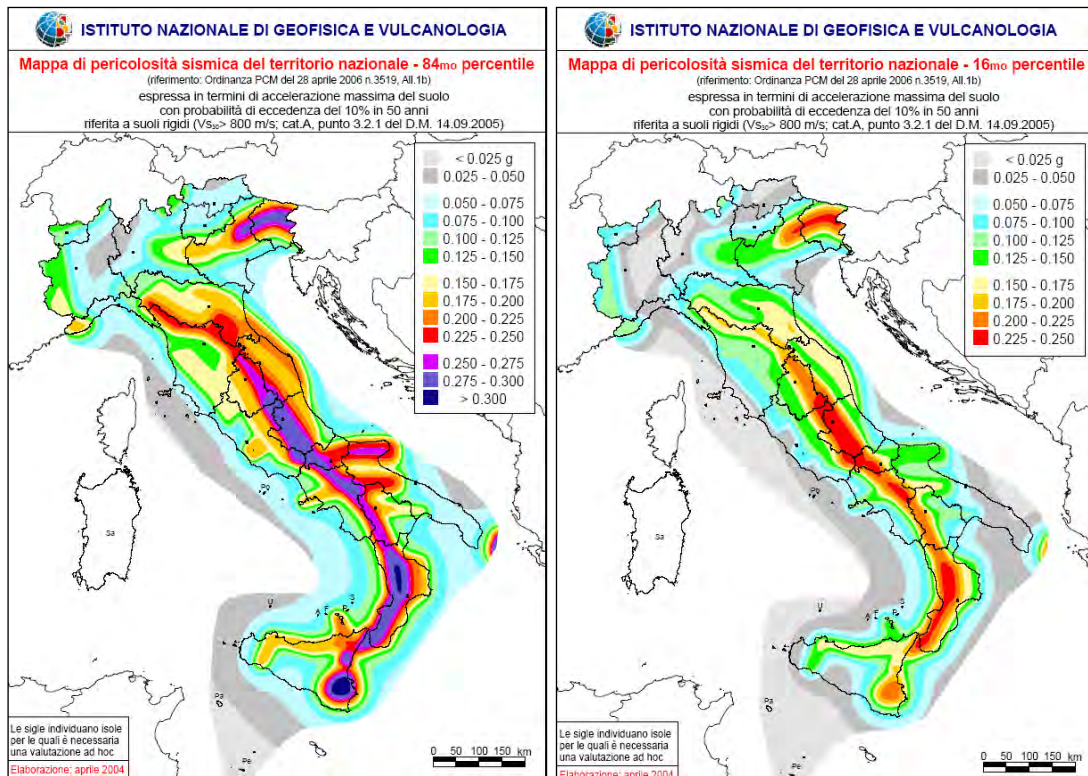 ISTITUTO NAZIONALE DI GEOFISICA E VULCANOLOGIA
Mappa di pericolosità sismica del territorio nazionale - 84mo percentile
(riferimento: Ordinanza PCM del 28 aprile 2006 n.3519, All.1b)
espressa in termini di accelerazione massima del suolo
con probabilità di eccedenza del 10% in 50 anni
riferita a suoli rigidi (Vs30> 800 m/s; cat.A, punto 3.2.1 del D.M. 14.09.2005)
< 0.025 g
0.025 - 0.050
0.050 - 0.075
0.075 - 0.100
0.100 - 0.125
0.125 - 0.150
0.150 - 0.175
0.175 - 0.200
0.200 - 0.225
0.225 - 0.250
0.250 - 0.275
0.275 - 0.300
> 0.300
Sa
U
A
F
P
S
Pa
Pe
Le sigle individuano isole
per le quali è necessaria
una valutazione ad hoc
Elaborazione: aprile 2004
0 50 100 150 km
ISTITUTO NAZIONALE DI GEOFISICA E VULCANOLOGIA
Mappa di pericolosità sismica del territorio nazionale - 16mo percentile
(riferimento: Ordinanza PCM del 28 aprile 2006 n.3519, All.1b)
espressa in termini di accelerazione massima del suolo
con probabilità di eccedenza del 10% in 50 anni
riferita a suoli rigidi (Vs30> 800 m/s; cat.A, punto 3.2.1 del D.M. 14.09.2005)
< 0.025 g
0.025 - 0.050
0.050 - 0.075
0.075 - 0.100
0.100 - 0.125
0.125 - 0.150
0.150 - 0.175
0.175 - 0.200
0.200 - 0.225
0.225 - 0.250
Sa
U
A
F
P
S
Pa
Pe
Le sigle individuano isole
per le quali è necessaria
una valutazione ad hoc
Elaborazione: aprile 2004
0 50 100 150 km